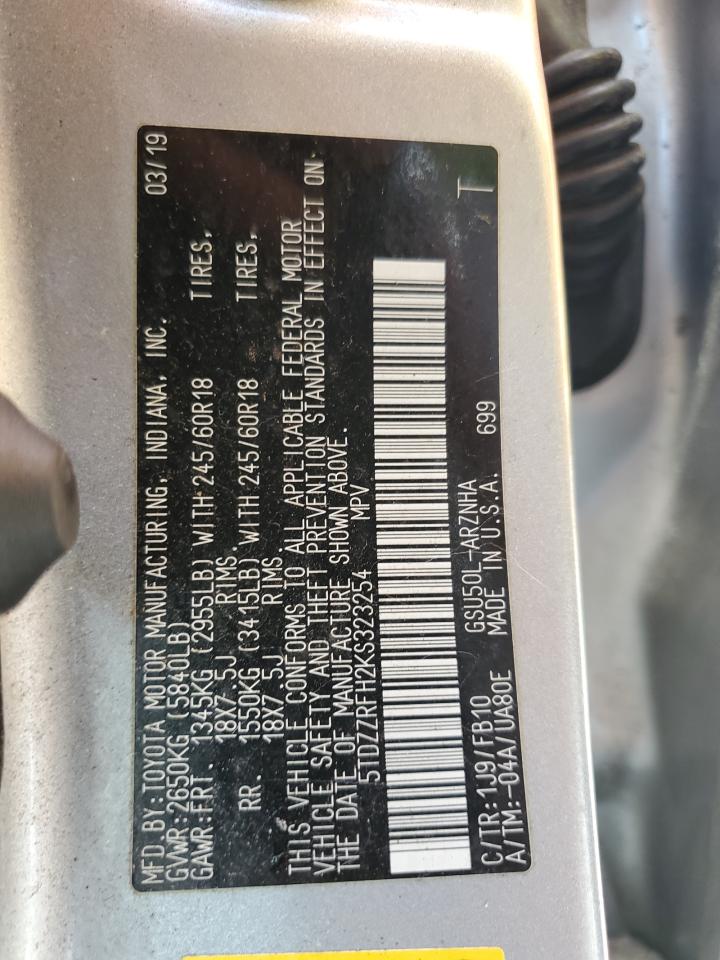 MFD BY:TOYOTA MOTOR MANUFACTURING, INDIANA, INC. 03/19
GVWR:2650KG (5840LB)
GAWR:FRT. 1345KG (2955LB) WITH 245/60R18 TIRES,
18X7.5J RIMS.
RR. 1550KG (3415LB) WITH 245/60R18 TIRES,
18X7.5J RIMS.
THIS VEHICLE CONFORMS TO ALL APPLICABLE FEDERAL MOTOR
VEHICLE SAFETY AND THEFT PREVENTION STANDARDS IN EFFECT ON
THE DATE OF MANUFACTURE SHOWN ABOVE.
5TDZZRFH2KS323254 MPV
C/TR:1J9/FB10 GSU50L-ARZNHA
A/TM:-04A/UA80E MADE IN U.S.A. 699 T